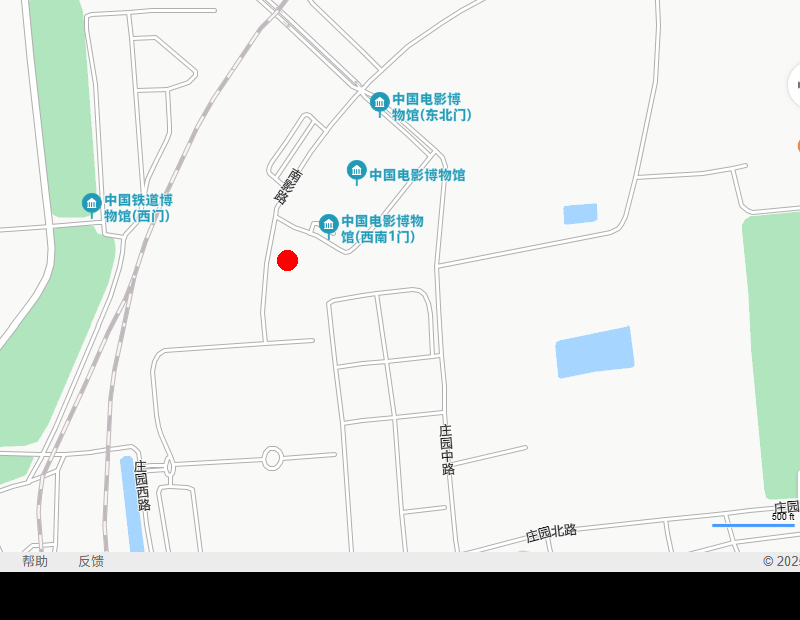 中国电影博
物馆(东北门)
中国电影博物馆
南影路
中国铁道博
物馆(西门)
中国电影博物
馆(西南1门)
庄园中路
庄园西路
庄园
500 ft
庄园北路
帮助
反馈
© 202